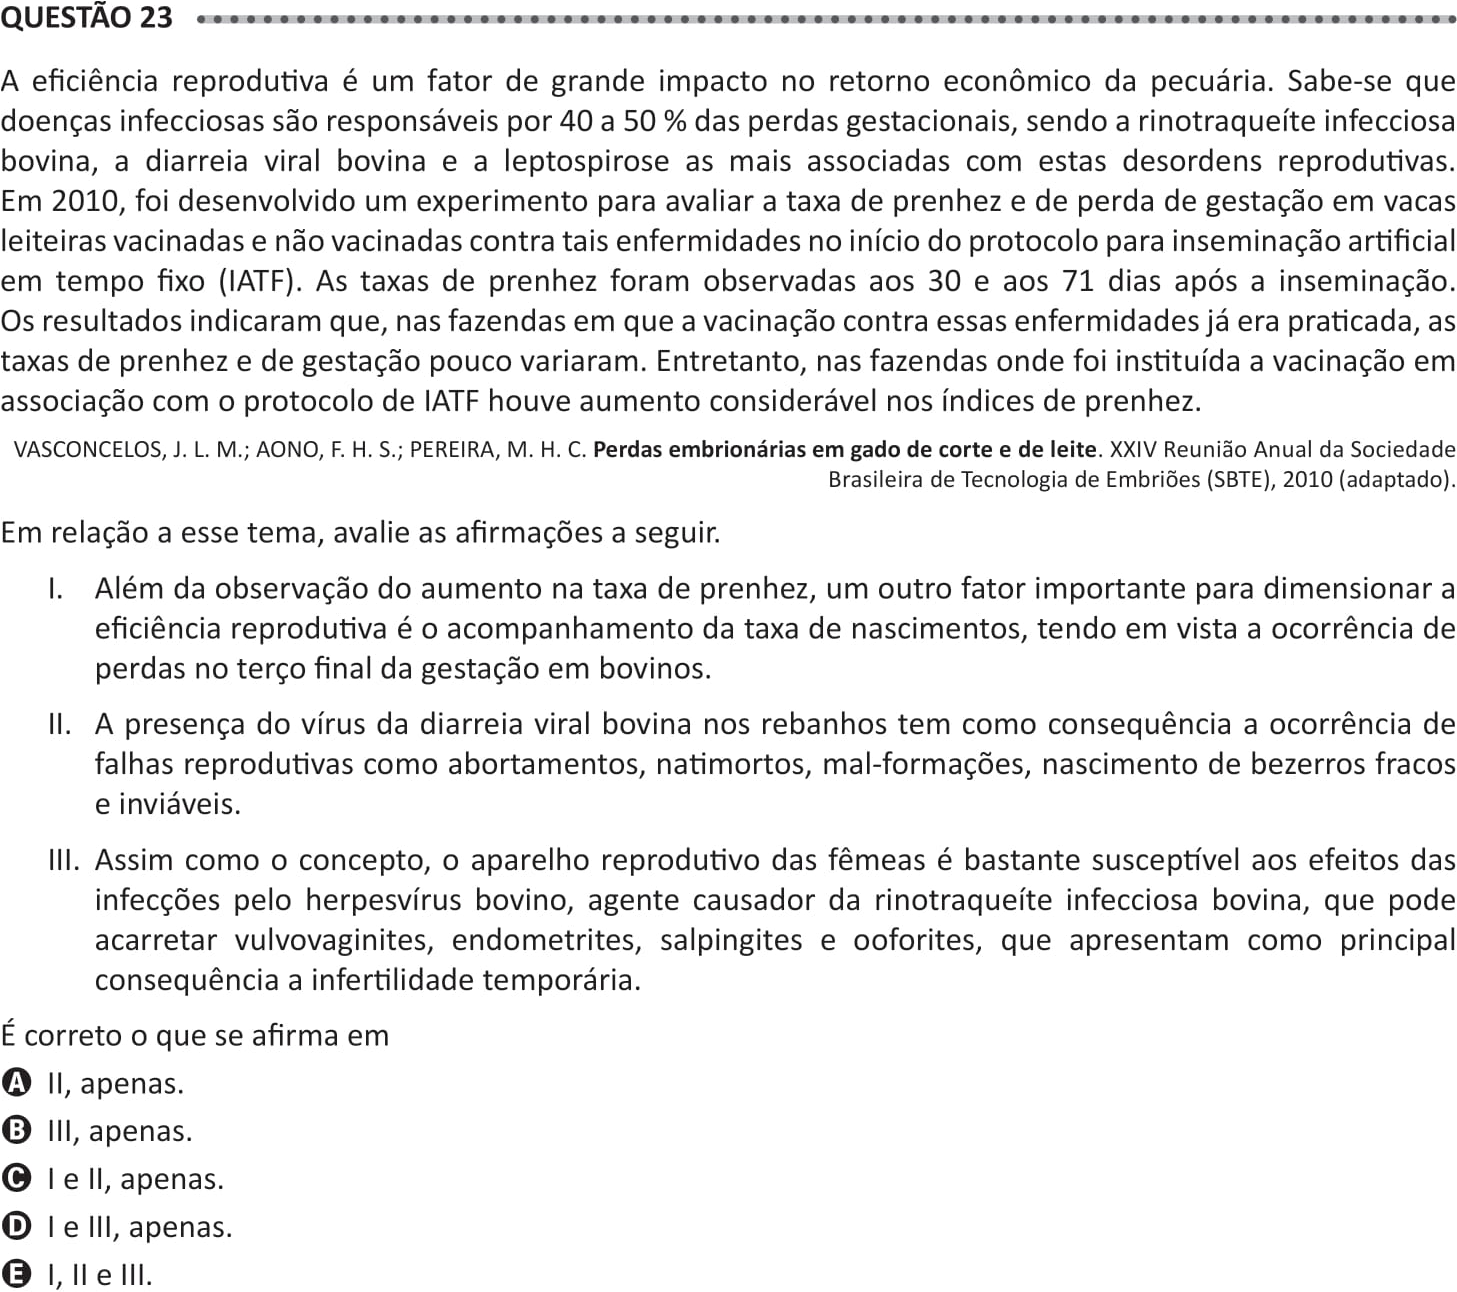 QUESTÃO 23
A eficiência reprodutiva é um fator de grande impacto no retorno econômico da pecuária. Sabe-se que
doenças infecciosas são responsáveis por 40 a 50 % das perdas gestacionais, sendo a rinotraqueíte infecciosa
bovina, a diarreia viral bovina e a leptospirose as mais associadas com estas desordens reprodutivas.
Em 2010, foi desenvolvido um experimento para avaliar a taxa de prenhez e de perda de gestação em vacas
leiteiras vacinadas e não vacinadas contra tais enfermidades no início do protocolo para inseminação artificial
em tempo fixo (IATF). As taxas de prenhez foram observadas aos 30 e aos 71 dias após a inseminação.
Os resultados indicaram que, nas fazendas em que a vacinação contra essas enfermidades já era praticada, as
taxas de prenhez e de gestação pouco variaram. Entretanto, nas fazendas onde foi instituída a vacinação em
associação com o protocolo de IATF houve aumento considerável nos índices de prenhez.
VASCONCELOS, J. L. M.; AONO, F. H. S.; PEREIRA, M. H. C. Perdas embrionárias em gado de corte e de leite. XXIV Reunião Anual da Sociedade
Brasileira de Tecnologia de Embriões (SBTE), 2010 (adaptado).
Em relação a esse tema, avalie as afirmações a seguir.
I. Além da observação do aumento na taxa de prenhez, um outro fator importante para dimensionar a
eficiência reprodutiva é o acompanhamento da taxa de nascimentos, tendo em vista a ocorrência de
perdas no terço final da gestação em bovinos.
II. A presença do vírus da diarreia viral bovina nos rebanhos tem como consequência a ocorrência de
falhas reprodutivas como abortamentos, natimortos, mal-formações, nascimento de bezerros fracos
e inviáveis.
III. Assim como o concepto, o aparelho reprodutivo das fêmeas é bastante susceptível aos efeitos das
infecções pelo herpesvírus bovino, agente causador da rinotraqueíte infecciosa bovina, que pode
acarretar vulvovaginites, endometrites, salpingites e ooforites, que apresentam como principal
consequência a infertilidade temporária.
É correto o que se afirma em
A II, apenas.
B III, apenas.
C I e II, apenas.
D I e III, apenas.
E I, II e III.